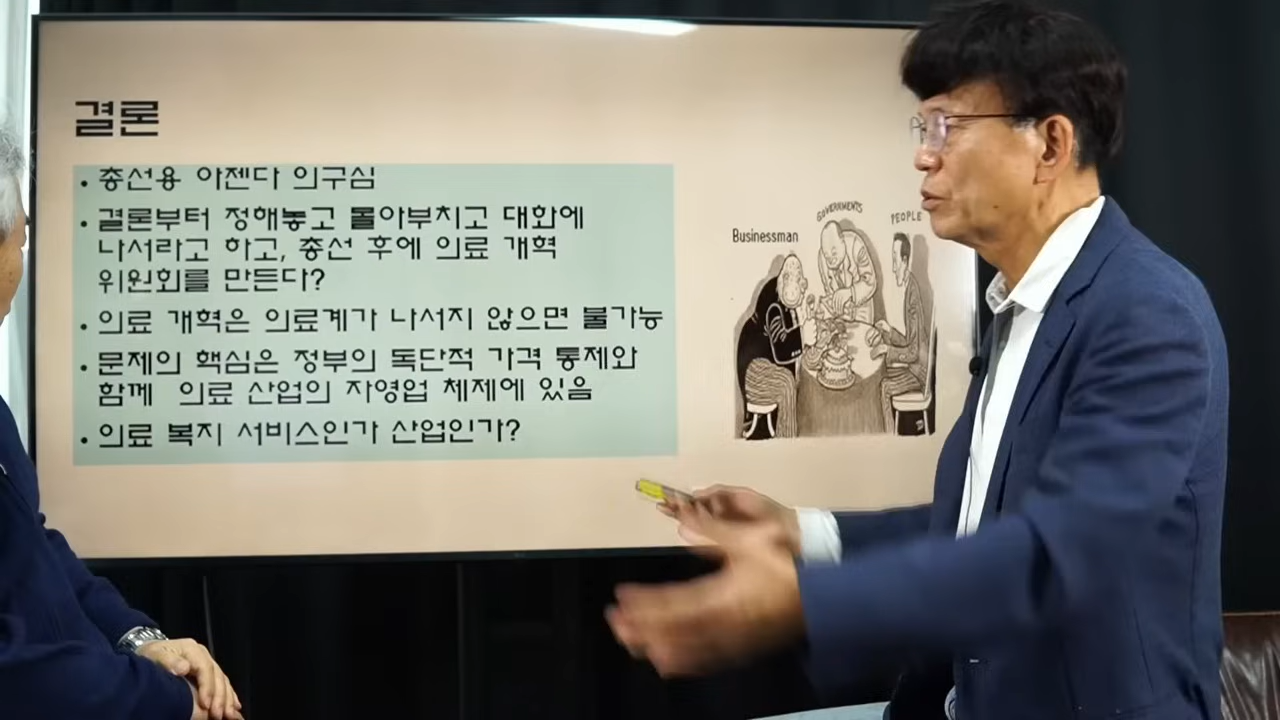 결론
• 총선용 아젠다 의구심
• 결론부터 정해놓고 몰아부치고 대화에
나서라고 하고, 총선 후에 의료 개혁
위원회를 만든다?
• 의료 개혁은 의료계가 나서지 않으면 불가능
• 문제의 핵심은 정부의 독단적 가격 통제와
함께 의료 산업의 자영업 체제에 있음
• 의료 복지 서비스인가 산업인가?
Businessman
GOVERNMENTS
PEOPLE